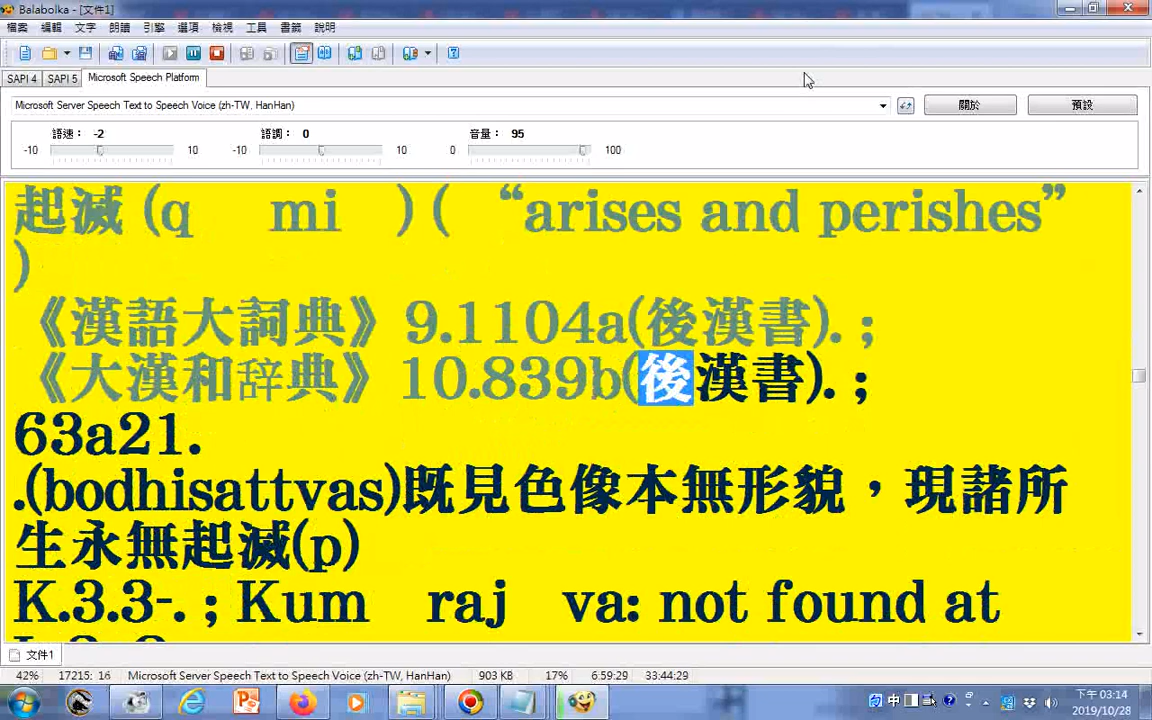 Balabolka - [文件1]
檔案 編輯 文字 朗讀 引擎 選項 檢視 工具 書籤 說明
SAPI 4 SAPI 5 Microsoft Speech Platform
Microsoft Server Speech Text to Speech Voice (zh-TW, HanHan) 關於 預設
語速： -2 語調： 0 音量： 95
-10 10 -10 10 0 100
起滅 (q mi ) ( “arises and perishes”
)
《漢語大詞典》 9.1104a(後漢書). ;
《大漢和辞典》 10.839b(後漢書). ;
63a21.
.(bodhisattvas)既見色像本無形貌，現諸所
生永無起滅(p)
K.3.3-. ; Kum raj va: not found at
文件1
42% 17215: 16 Microsoft Server Speech Text to Speech Voice (zh-TW, HanHan) 903 KB 17% 6:59:29 33:44:29
中 下午 03:14
2019/10/28